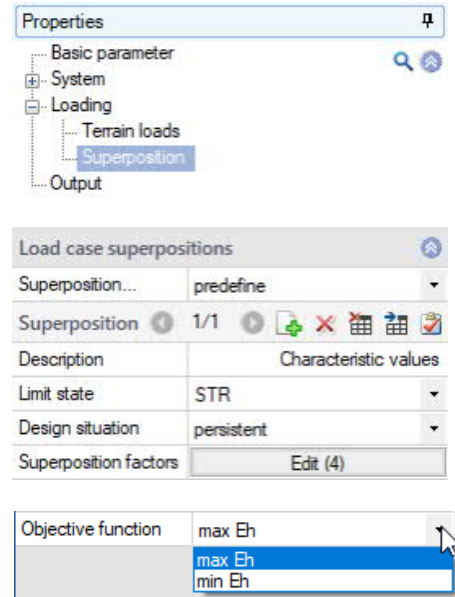 Properties
Basic parameter
System
Loading
Terrain loads
Superposition
Output
Load case superpositions
Superposition... predefine
Superposition 1/1
Description Characteristic values
Limit state STR
Design situation persistent
Superposition factors Edit (4)
Objective function max Eh
max Eh
min Eh